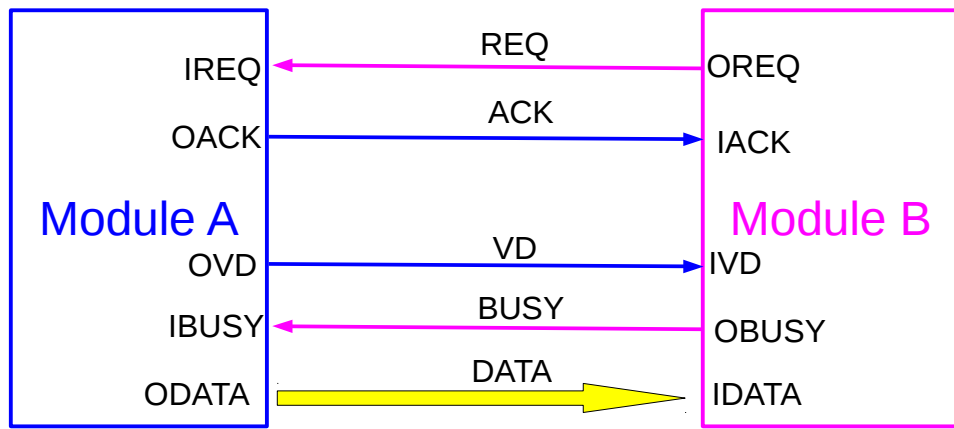 REQ
IREQ
OREQ
ACK
OACK
IACK
Module A
Module B
VD
OVD
IVD
BUSY
IBUSY
OBUSY
DATA
ODATA
IDATA